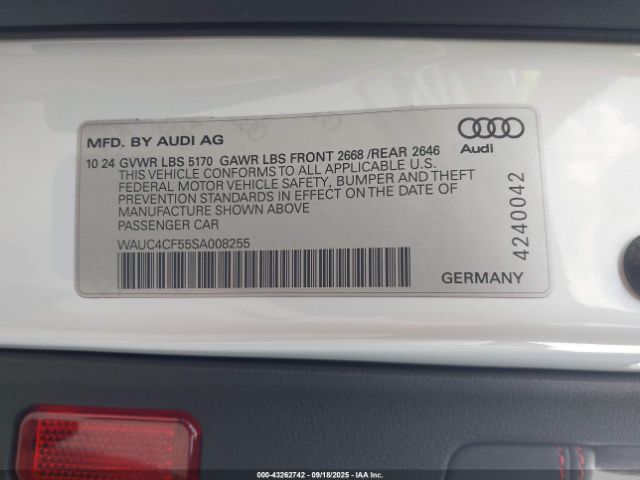 MFD. BY AUDI AG
Audi
10 24 GVWR LBS 5170 GAWR LBS FRONT 2668 /REAR 2646
THIS VEHICLE CONFORMS TO ALL APPLICABLE U.S.
FEDERAL MOTOR VEHICLE SAFETY, BUMPER AND THEFT
PREVENTION STANDARDS IN EFFECT ON THE DATE OF
MANUFACTURE SHOWN ABOVE
PASSENGER CAR
WAUC4CF55SA008255
4240042
GERMANY
000-43262742 - 09/18/2025 - IAA Inc.